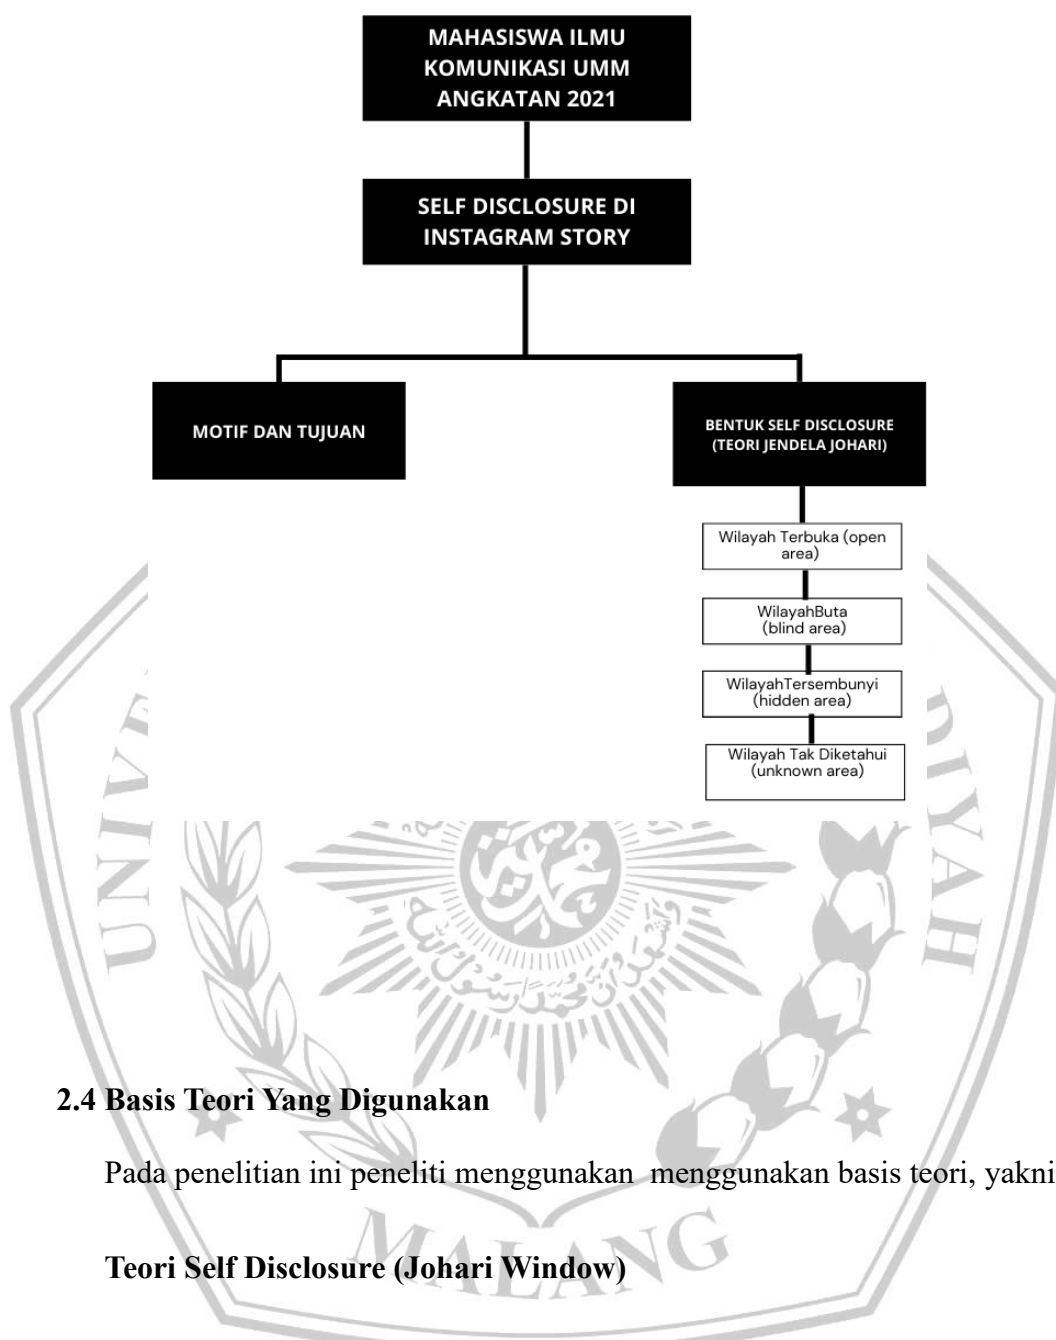 MAHASISWA ILMU
KOMUNIKASI UMM
ANGKATAN 2021
SELF DISCLOSURE DI
INSTAGRAM STORY
MOTIF DAN TUJUAN
BENTUK SELF DISCLOSURE
(TEORI JENDELA JOHARI)
Wilayah Terbuka (open
area)
WilayahButa
(blind area)
WilayahTersembunyi
(hidden area)
Wilayah Tak Diketahui
(unknown area)
2.4 Basis Teori Yang Digunakan
Pada penelitian ini peneliti menggunakan  menggunakan basis teori, yakni
Teori Self Disclosure (Johari Window)
MALANG